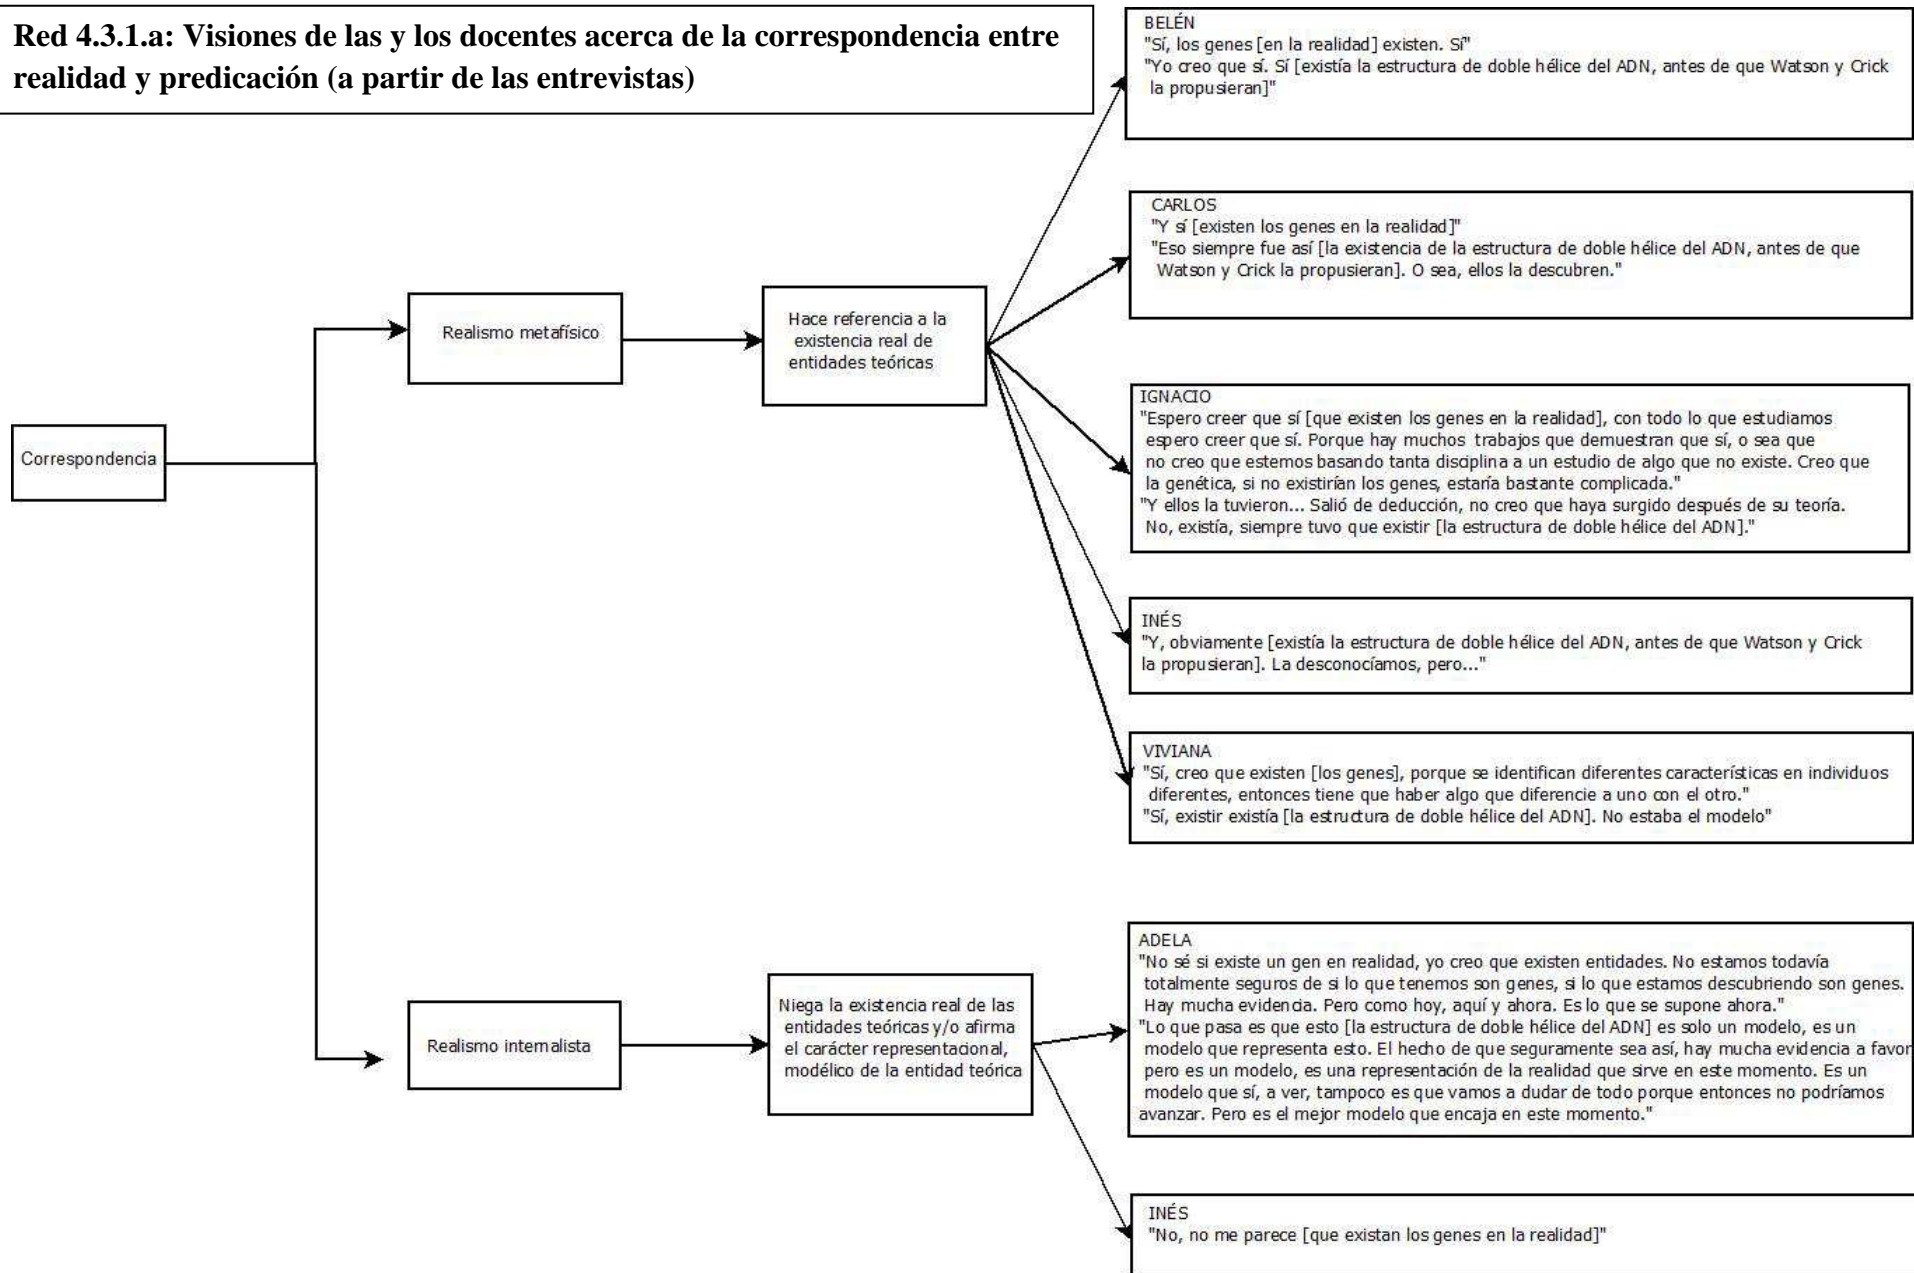 Red 4.3.1.a: Visiones de las y los docentes acerca de la correspondencia entre
realidad y predicación (a partir de las entrevistas)
Correspondencia
Realismo metafísico
Hace referencia a la
existencia real de
entidades teóricas
BELÉN
"Sí, los genes [en la realidad] existen. Sí"
"Yo creo que sí. Sí [existía la estructura de doble hélice del ADN, antes de que Watson y Crick
la propusieran]"
CARLOS
"Y sí [existen los genes en la realidad]"
"Eso siempre fue así [la existencia de la estructura de doble hélice del ADN, antes de que
Watson y Crick la propusieran]. O sea, ellos la descubren."
IGNACIO
"Espero creer que sí [que existen los genes en la realidad], con todo lo que estudiamos
espero creer que sí. Porque hay muchos trabajos que demuestran que sí, o sea que
no creo que estemos basando tanta disciplina a un estudio de algo que no existe. Creo que
la genética, si no existirían los genes, estaría bastante complicada."
"Y ellos la tuvieron... Salió de deducción, no creo que haya surgido después de su teoría.
No, existía, siempre tuvo que existir [la estructura de doble hélice del ADN]."
INÉS
"Y, obviamente [existía la estructura de doble hélice del ADN, antes de que Watson y Crick
la propusieran]. La desconocíamos, pero..."
VIVIANA
"Sí, creo que existen [los genes], porque se identifican diferentes características en individuos
diferentes, entonces tiene que haber algo que diferencie a uno con el otro."
"Sí, existir existía [la estructura de doble hélice del ADN]. No estaba el modelo"
Realismo internalista
Niega la existencia real de las
entidades teóricas y/o afirma
el carácter representacional,
modélico de la entidad teórica
ADELA
"No sé si existe un gen en realidad, yo creo que existen entidades. No estamos todavía
totalmente seguros de si lo que tenemos son genes, si lo que estamos descubriendo son genes.
Hay mucha evidencia. Pero como hoy, aquí y ahora. Es lo que se supone ahora."
"Lo que pasa es que esto [la estructura de doble hélice del ADN] es solo un modelo, es un
modelo que representa esto. El hecho de que seguramente sea así, hay mucha evidencia a favor
pero es un modelo, es una representación de la realidad que sirve en este momento. Es un
modelo que sí, a ver, tampoco es que vamos a dudar de todo porque entonces no podríamos
avanzar. Pero es el mejor modelo que encaja en este momento."
INÉS
"No, no me parece [que existan los genes en la realidad]"